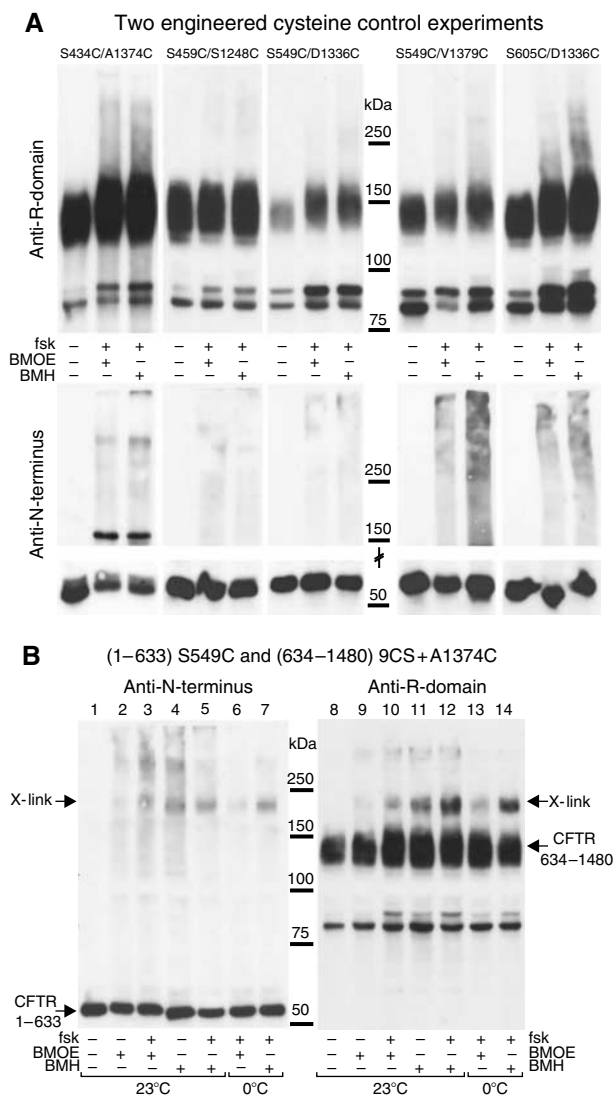 A
Two engineered cysteine control experiments
S434C/A1374C S459C/S1248C S549C/D1336C S549C/V1379C S605C/D1336C
Anti-R-domain
kDa
250
150
100
75
fsk – + + – + + – + + – + + – + +
BMOE – + – – + – – + – – + – – + –
BMH – – + – – + – – + – – + – – +
Anti-N-terminus
250
150
50
B
(1–633) S549C and (634–1480) 9CS+A1374C
Anti-N-terminus Anti-R-domain
1 2 3 4 5 6 7 8 9 10 11 12 13 14
kDa
250
X-link X-link
150
CFTR
634–1480
100
75
CFTR
1–633
50
– – + – + + + – – + – + + + fsk
– + + – – + – – + + – – + – BMOE
– – – + + – + – – – + + – + BMH
23°C 0°C 23°C 0°C